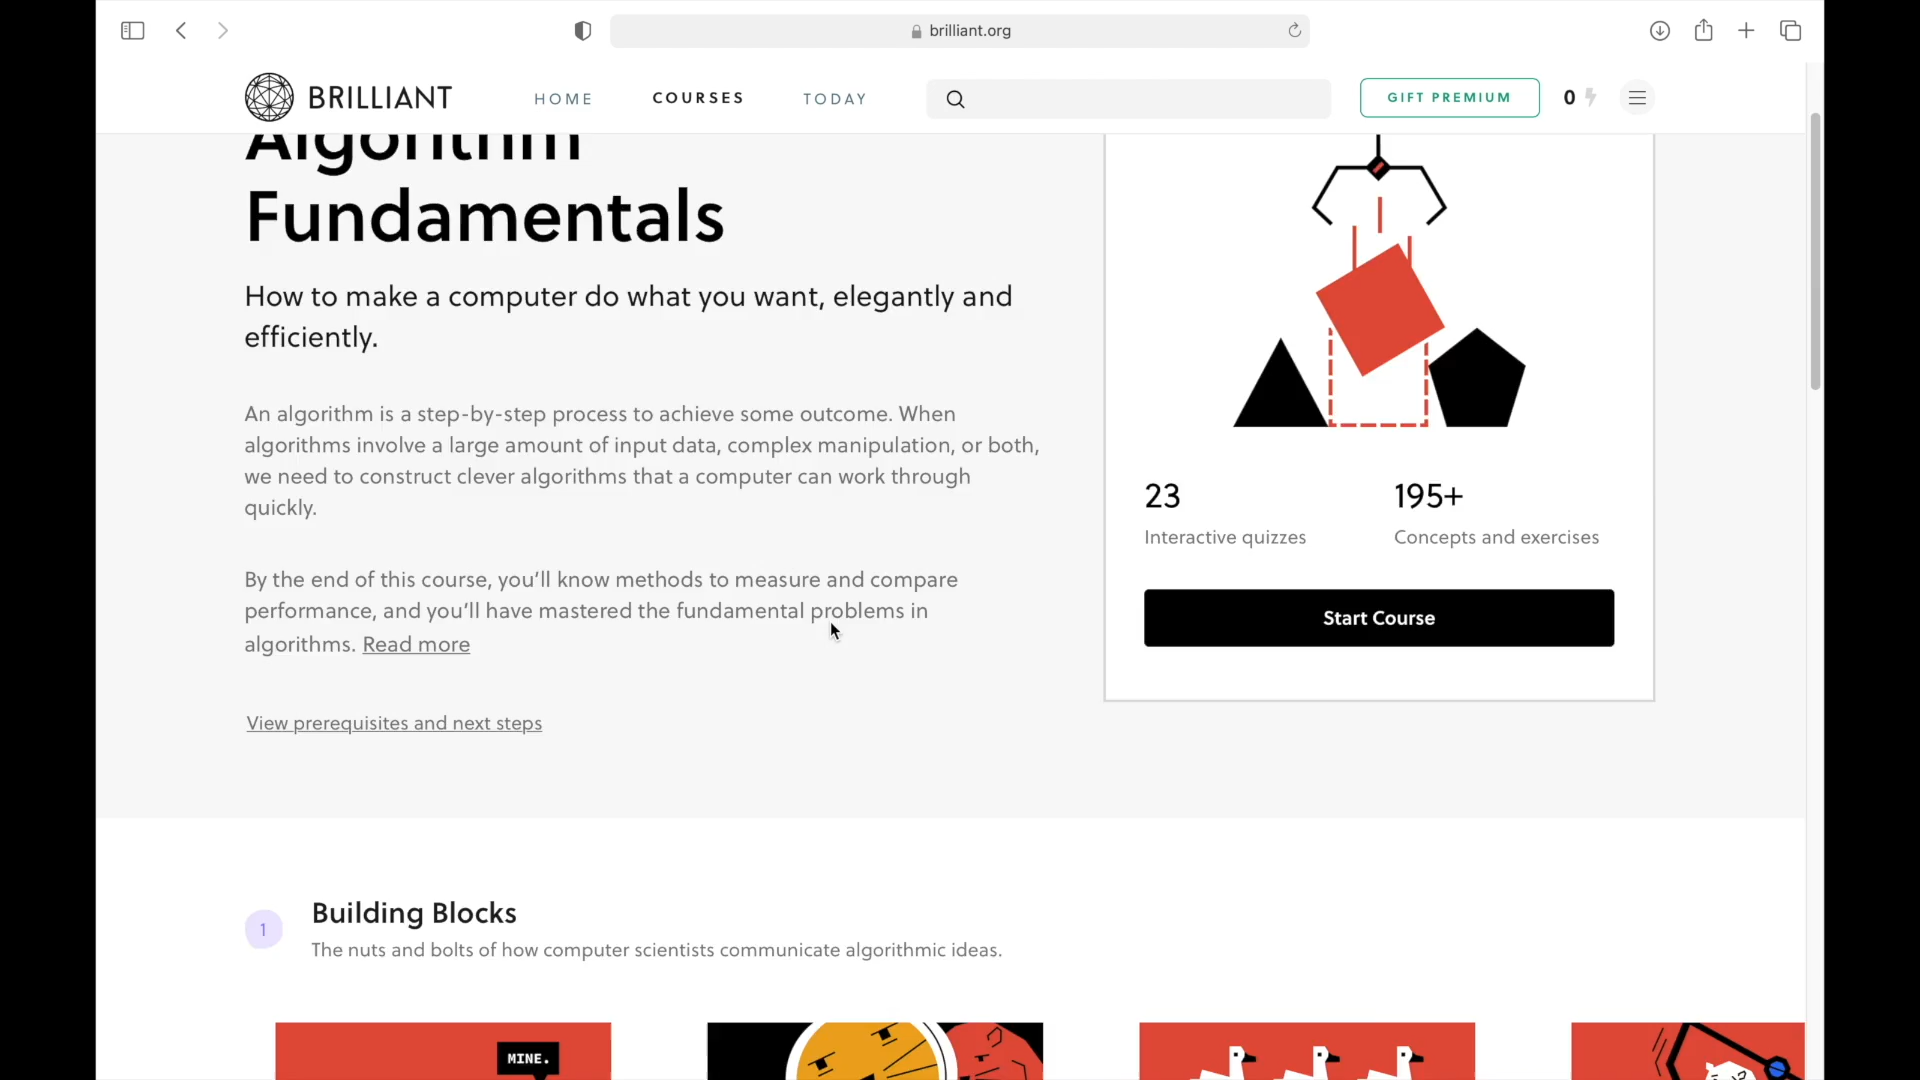 brilliant.org
BRILLIANT
HOME
COURSES
TODAY
GIFT PREMIUM
0
Algorithm
Fundamentals
How to make a computer do what you want, elegantly and
efficiently.
An algorithm is a step-by-step process to achieve some outcome. When
algorithms involve a large amount of input data, complex manipulation, or both,
we need to construct clever algorithms that a computer can work through
quickly.
By the end of this course, you'll know methods to measure and compare
performance, and you'll have mastered the fundamental problems in
algorithms. Read more
View prerequisites and next steps
23
Interactive quizzes
195+
Concepts and exercises
Start Course
1
Building Blocks
The nuts and bolts of how computer scientists communicate algorithmic ideas.
MINE.